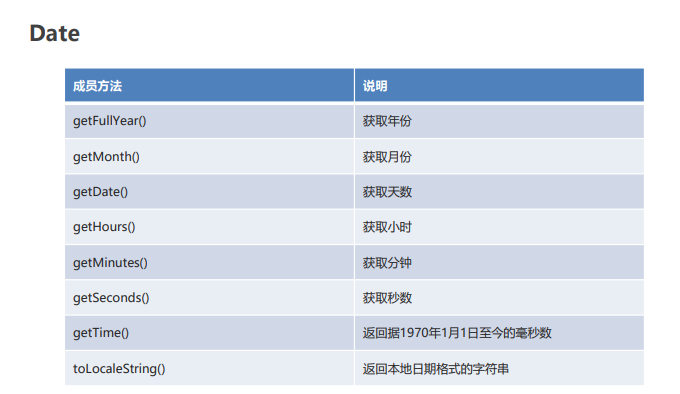 Date
成员方法 说明
getFullYear() 获取年份
getMonth() 获取月份
getDate() 获取天数
getHours() 获取小时
getMinutes() 获取分钟
getSeconds() 获取秒数
getTime() 返回据1970年1月1日至今的毫秒数
toLocaleString() 返回本地日期格式的字符串